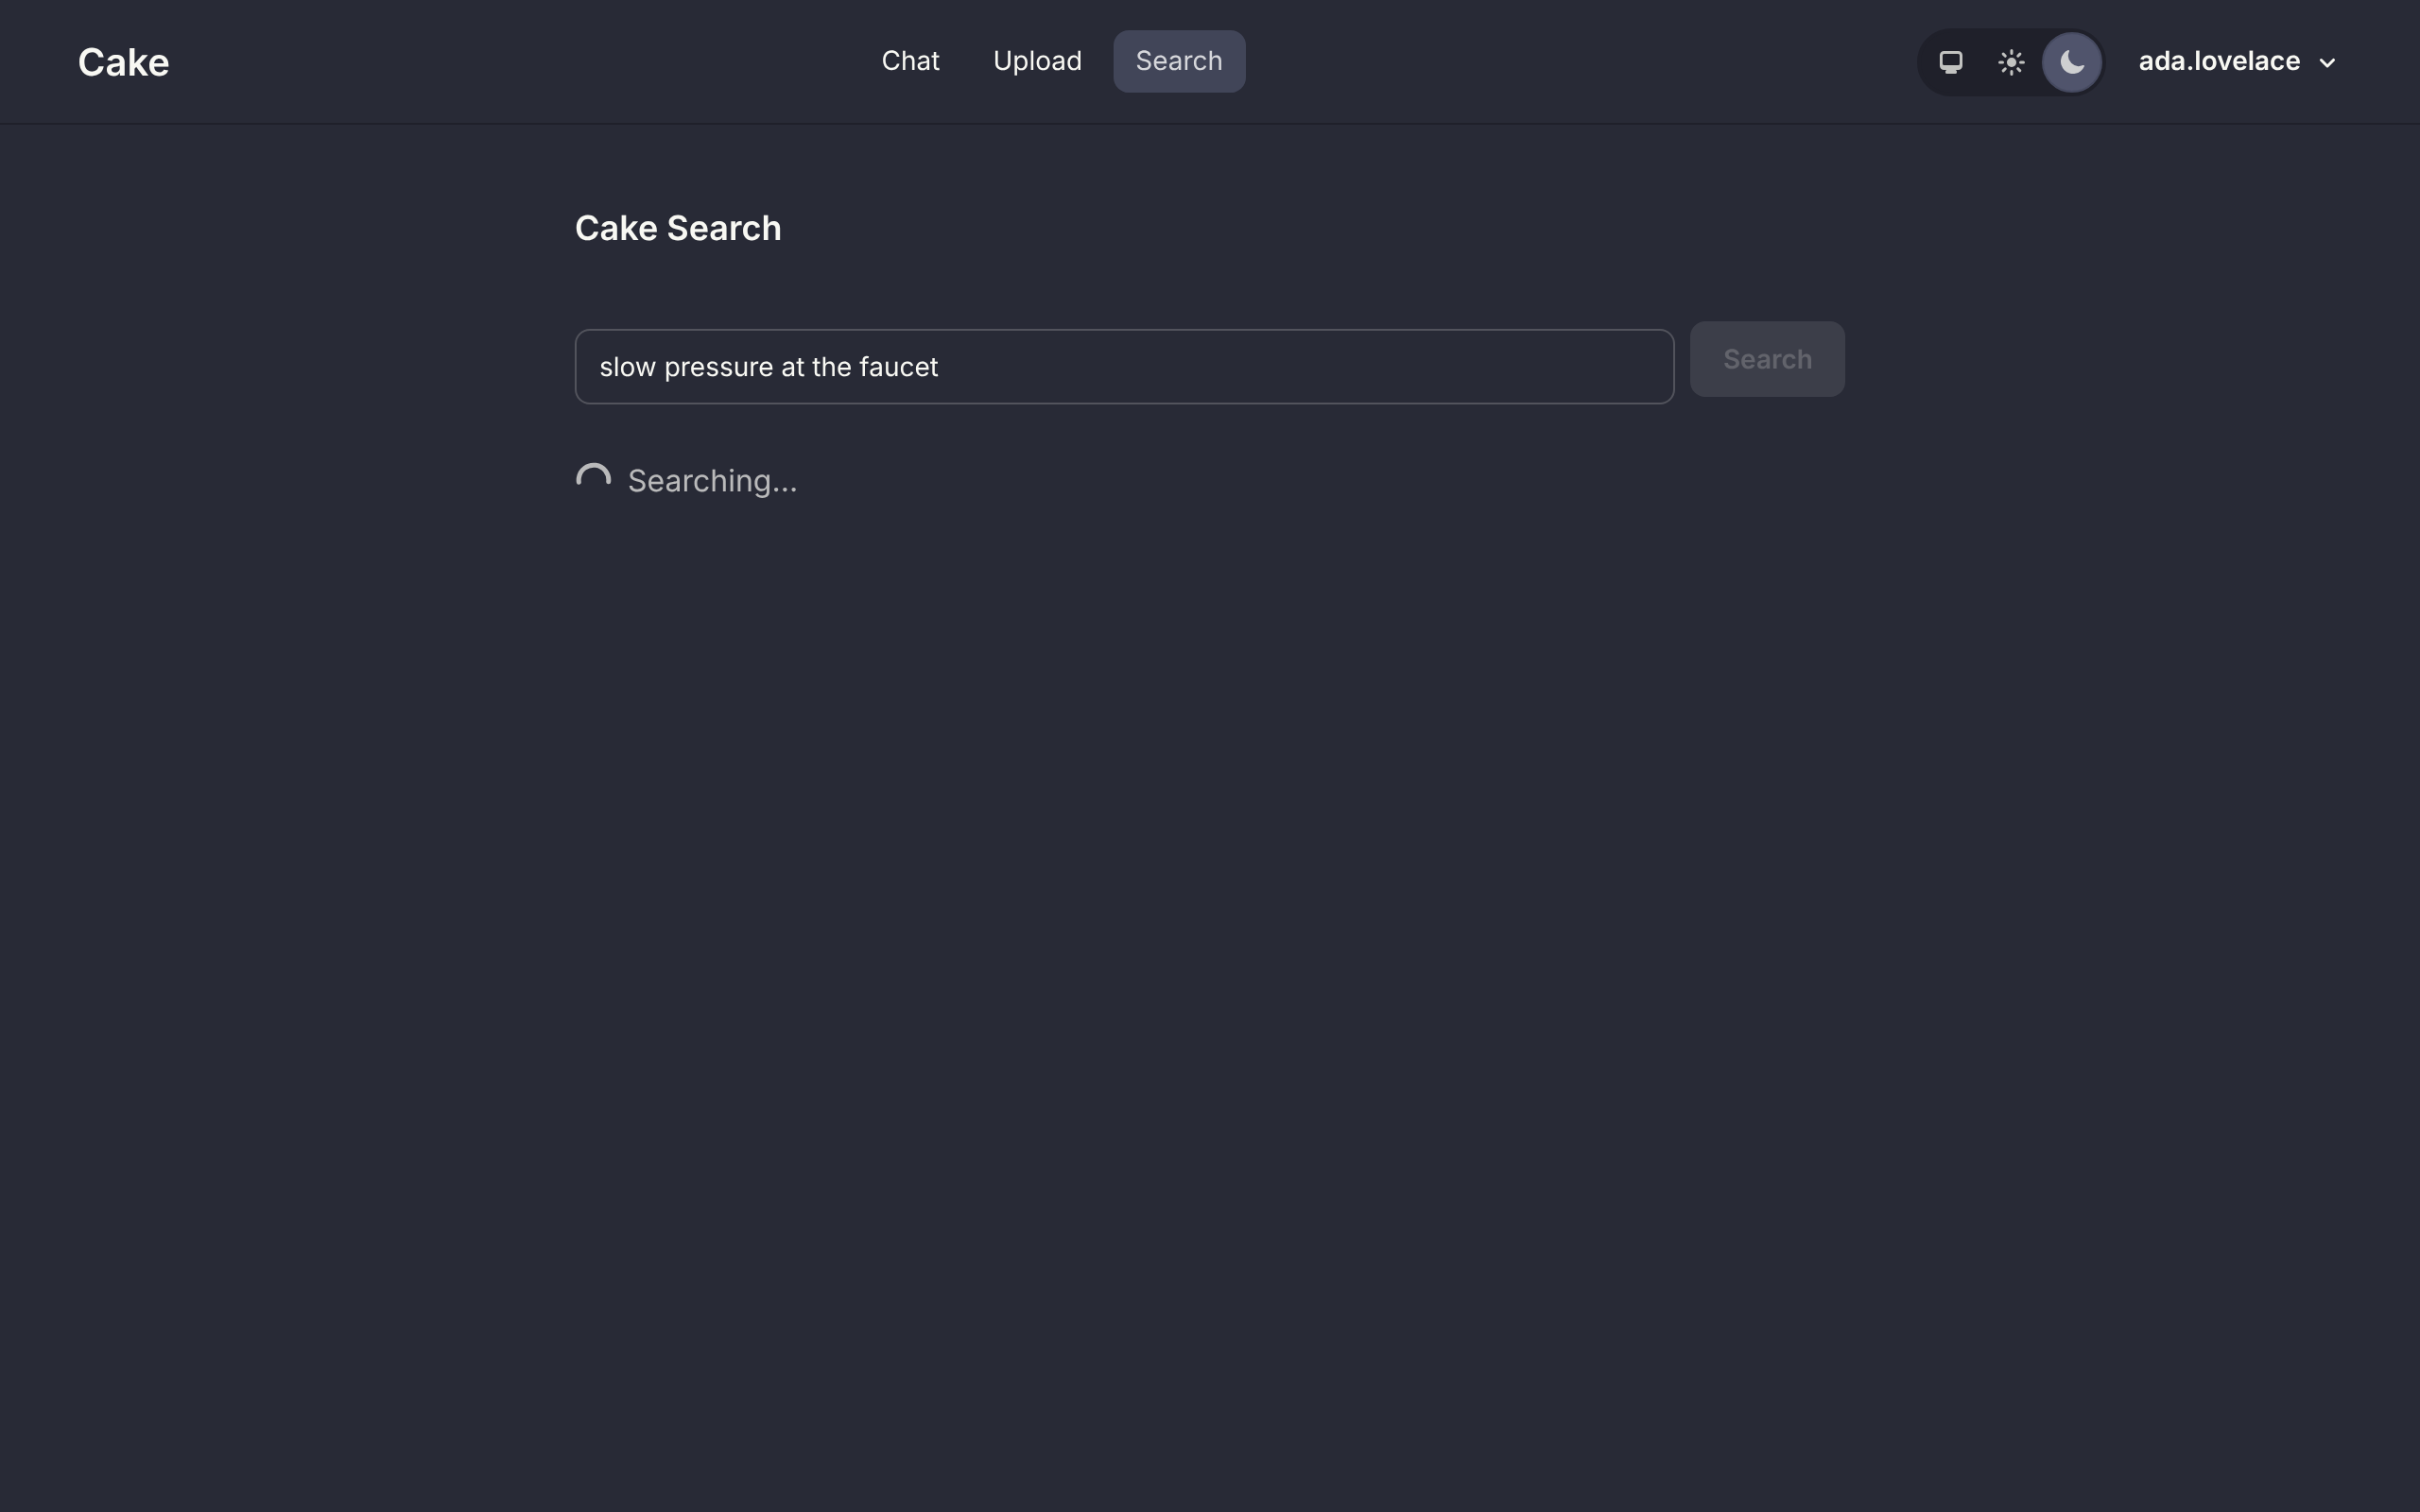 Cake
Chat Upload Search
ada.lovelace
Cake Search
slow pressure at the faucet
Search
Searching...